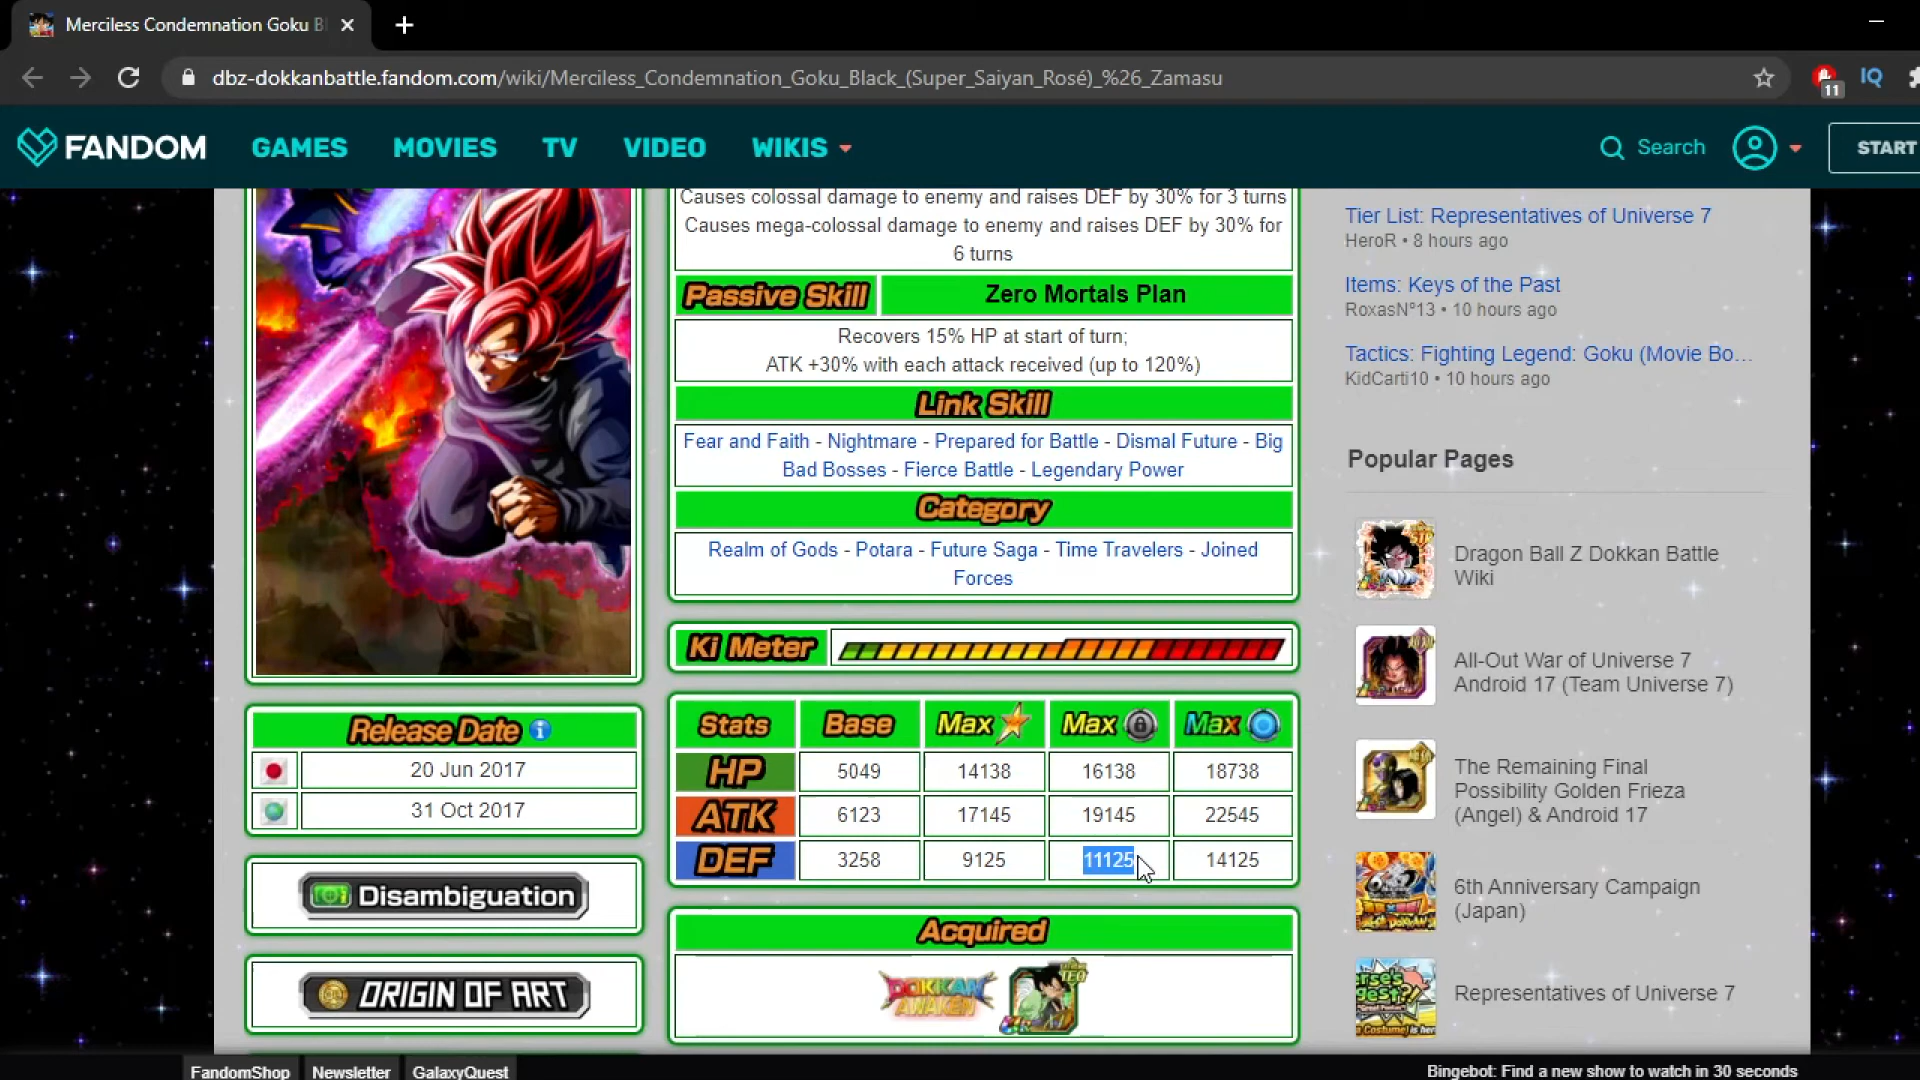 Merciless Condemnation Goku B
dbz-dokkanbattle.fandom.com/wiki/Merciless_Condemnation_Goku_Black_(Super_Saiyan_Rosé)_%26_Zamasu
11
IQ
FANDOM
GAMES MOVIES TV VIDEO WIKIS
Search
START
Causes colossal damage to enemy and raises DEF by 30% for 3 turns
Causes mega-colossal damage to enemy and raises DEF by 30% for
6 turns
Passive Skill Zero Mortals Plan
Recovers 15% HP at start of turn;
ATK +30% with each attack received (up to 120%)
Link Skill
Fear and Faith - Nightmare - Prepared for Battle - Dismal Future - Big
Bad Bosses - Fierce Battle - Legendary Power
Category
Realm of Gods - Potara - Future Saga - Time Travelers - Joined
Forces
Ki Meter
Stats Base Max Max Max
HP 5049 14138 16138 18738
ATK 6123 17145 19145 22545
DEF 3258 9125 11125 14125
Acquired
DOKKAN
AWAKEN
TEQ
Release Date
20 Jun 2017
31 Oct 2017
Disambiguation
ORIGIN OF ART
Tier List: Representatives of Universe 7
HeroR • 8 hours ago
Items: Keys of the Past
RoxasN°13 • 10 hours ago
Tactics: Fighting Legend: Goku (Movie Bo...
KidCarti10 • 10 hours ago
Popular Pages
Dragon Ball Z Dokkan Battle
Wiki
All-Out War of Universe 7
Android 17 (Team Universe 7)
The Remaining Final
Possibility Golden Frieza
(Angel) & Android 17
6th Anniversary Campaign
(Japan)
Representatives of Universe 7
FandomShop Newsletter GalaxyQuest
Bingebot: Find a new show to watch in 30 seconds